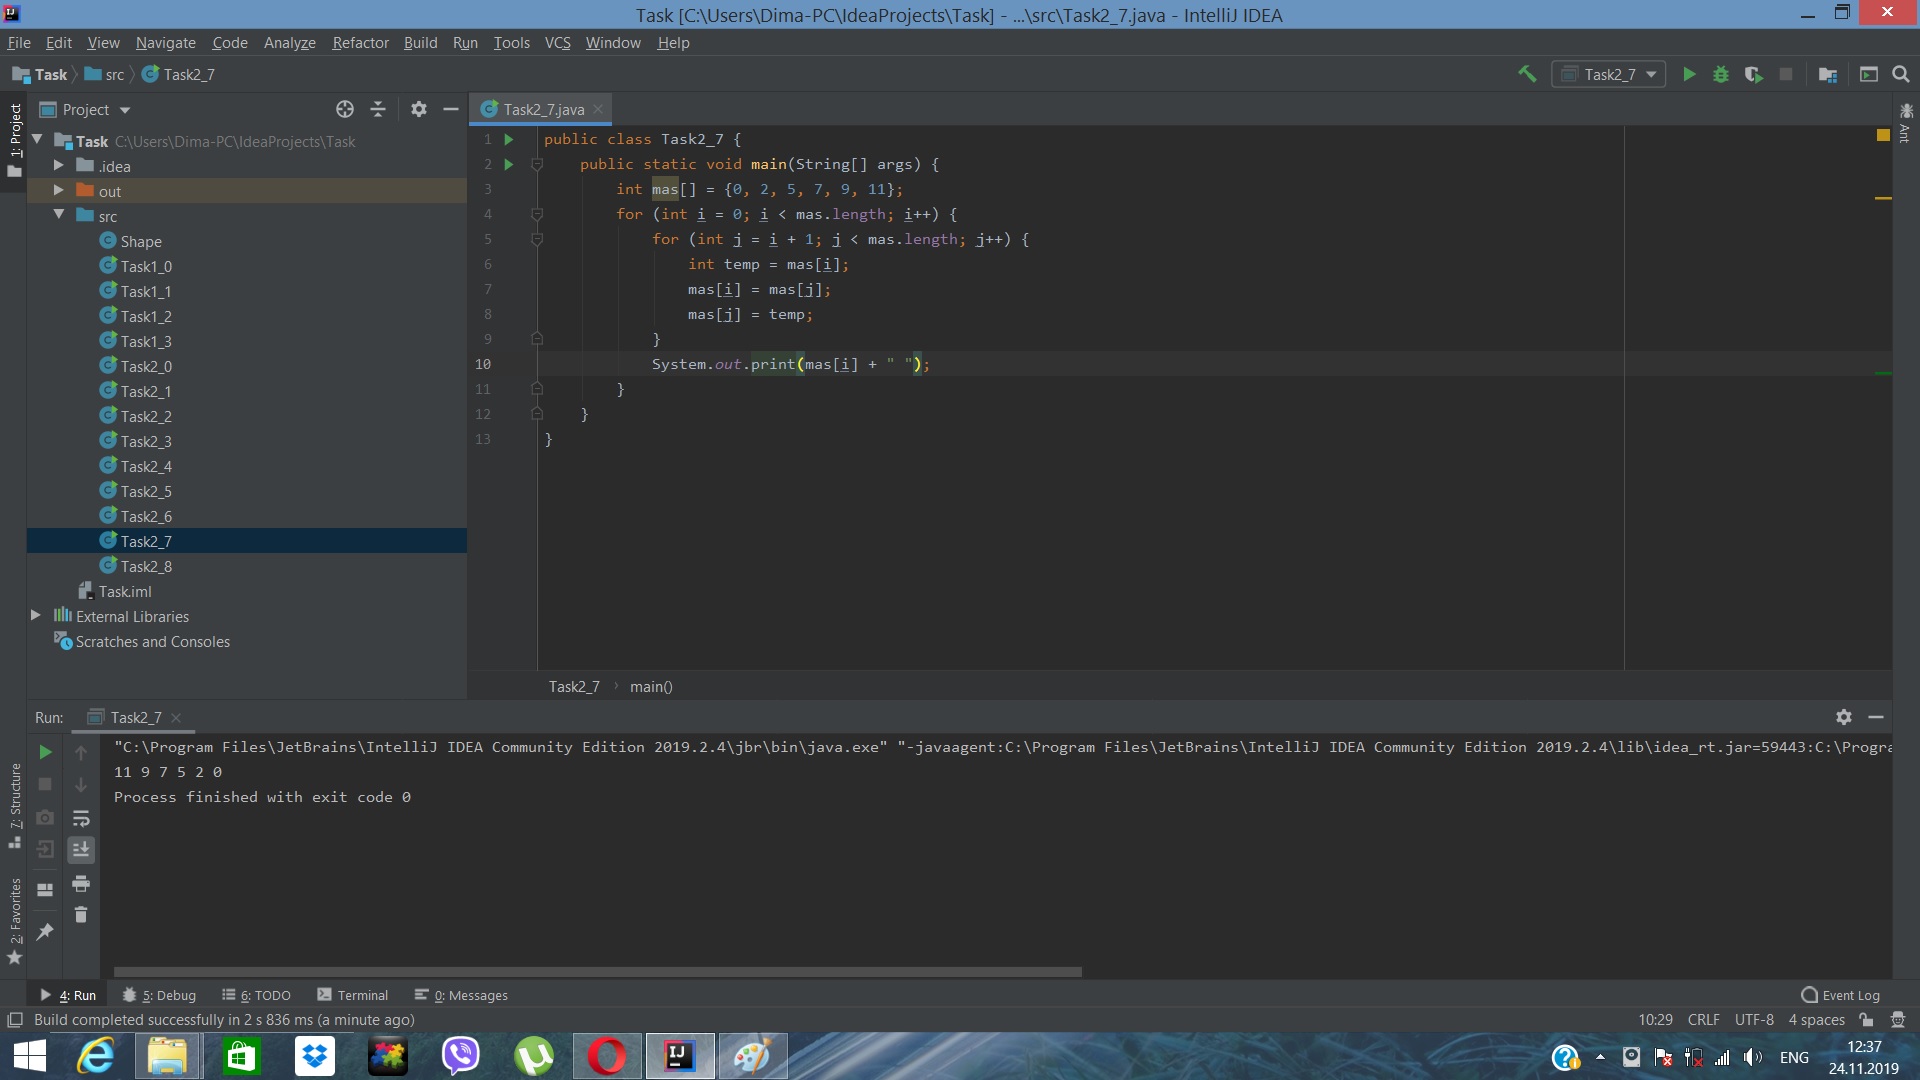 Task [C:\Users\Dima-PC\IdeaProjects\Task] - ...\src\Task2_7.java - IntelliJ IDEA
File Edit View Navigate Code Analyze Refactor Build Run Tools VCS Window Help
Task src Task2_7
Task2_7
1: Project
Project
Task2_7.java
Ant
Task C:\Users\Dima-PC\IdeaProjects\Task
.idea
out
src
Shape
Task1_0
Task1_1
Task1_2
Task1_3
Task2_0
Task2_1
Task2_2
Task2_3
Task2_4
Task2_5
Task2_6
Task2_7
Task2_8
Task.iml
External Libraries
Scratches and Consoles
1 public class Task2_7 {
2 public static void main(String[] args) {
3 int mas[] = {0, 2, 5, 7, 9, 11};
4 for (int i = 0; i < mas.length; i++) {
5 for (int j = i + 1; j < mas.length; j++) {
6 int temp = mas[i];
7 mas[i] = mas[j];
8 mas[j] = temp;
9 }
10 System.out.print(mas[i] + " ");
11 }
12 }
13 }
Task2_7 › main()
Run: Task2_7
"C:\Program Files\JetBrains\IntelliJ IDEA Community Edition 2019.2.4\jbr\bin\java.exe" "-javaagent:C:\Program Files\JetBrains\IntelliJ IDEA Community Edition 2019.2.4\lib\idea_rt.jar=59443:C:\Progra
11 9 7 5 2 0
Process finished with exit code 0
7: Structure
2: Favorites
4: Run 5: Debug 6: TODO Terminal 0: Messages Event Log
Build completed successfully in 2 s 836 ms (a minute ago) 10:29 CRLF UTF-8 4 spaces
IJ
ENG
12:37
24.11.2019